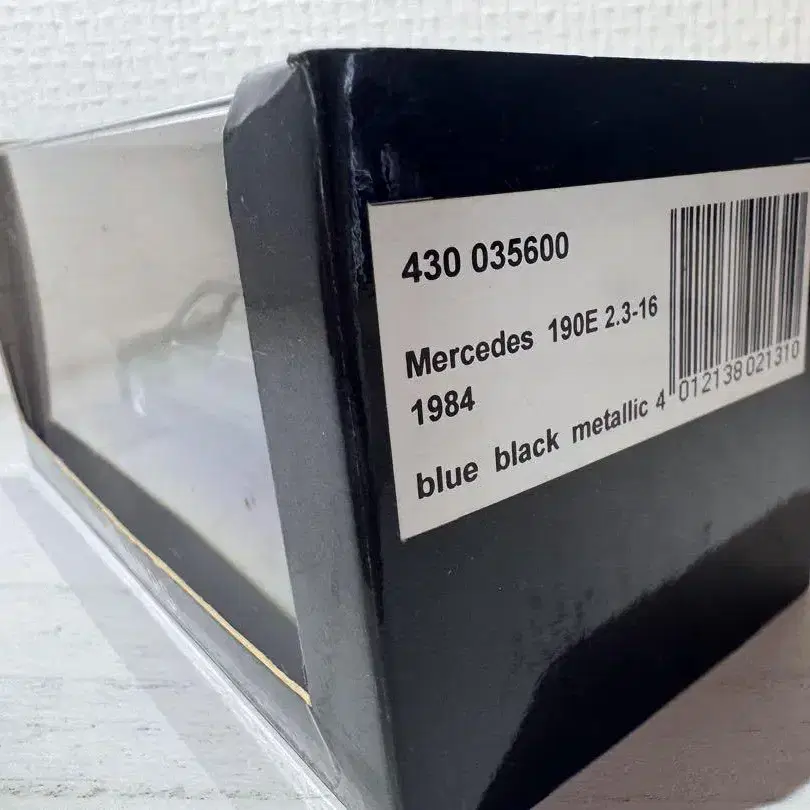 430 035600
Mercedes 190E 2.3-16
1984
blue black metallic
4 012138 021310